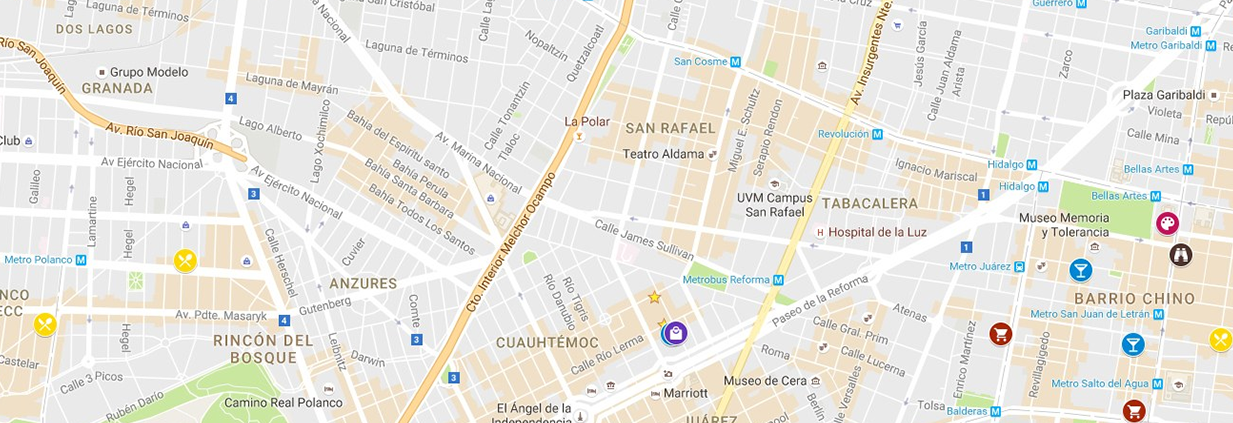 Laguna de Términos
San Cristóbal
Calle Lago
DOS LAGOS
Río San Joaquín
Grupo Modelo
GRANADA
Laguna de Términos
Laguna de Mayrán
Nopaltzin
Quetzalcoatl
Calle Tonantzin
Tlaloc
La Polar
San Cosme
SAN RAFAEL
Teatro Aldama
Miguel E. Schultz
Serapio Rendon
Av. Insurgentes Nte.
Cruz
Guerrero
Garibaldi
Metro Garibaldi
Jesús García
Calle Juan Aldama
Arista
Zarco
Plaza Garibaldi
Violeta
Repúl
Calle Mina
4
Club
Av. Río San Joaquín
Lago Alberto
Lago Xochimilco
Bahía del Espíritu santo
Bahía Perula
Bahía Santa Barbara
Bahía Todos Los Santos
Av. Marina Nacional
Av Ejército Nacional
Av Ejército Nacional
3
Galileo
Lamartine
Hegel
Revolución
Ignacio Mariscal
Hidalgo
Hidalgo
1
Bellas Artes
Bellas Artes
UVM Campus
San Rafael
TABACALERA
Hospital de la Luz
Museo Memoria
y Tolerancia
Cto. Interior Melchor Ocampo
Calle James Sullivan
Metro Polanco
Calle Herschel
Cuvier
ANZURES
Gutenberg
Comte
Río Tigris
Río Danubio
Metrobus Reforma
Metro Juárez
1
Paseo de la Reforma
Atenas
BARRIO CHINO
Metro San Juan de Letrán
NCO
ECC
Av. Pdte. Masaryk
4
Hegel
RINCÓN DEL
BOSQUE
Leibnitz
Darwin
3
CUAUHTÉMOC
Calle Río Lerma
Calle Gral. Prim
Calle Lucerna
Calle Versalles
Roma
Berlín
Enrico Martínez
Revillagigedo
Castelar
Calle 3 Picos
Rubén Darío
Camino Real Polanco
3
Marriott
Museo de Cera
Metro Salto del Agua
Tolsa
Balderas
El Ángel de la
Independencia
JUÁREZ